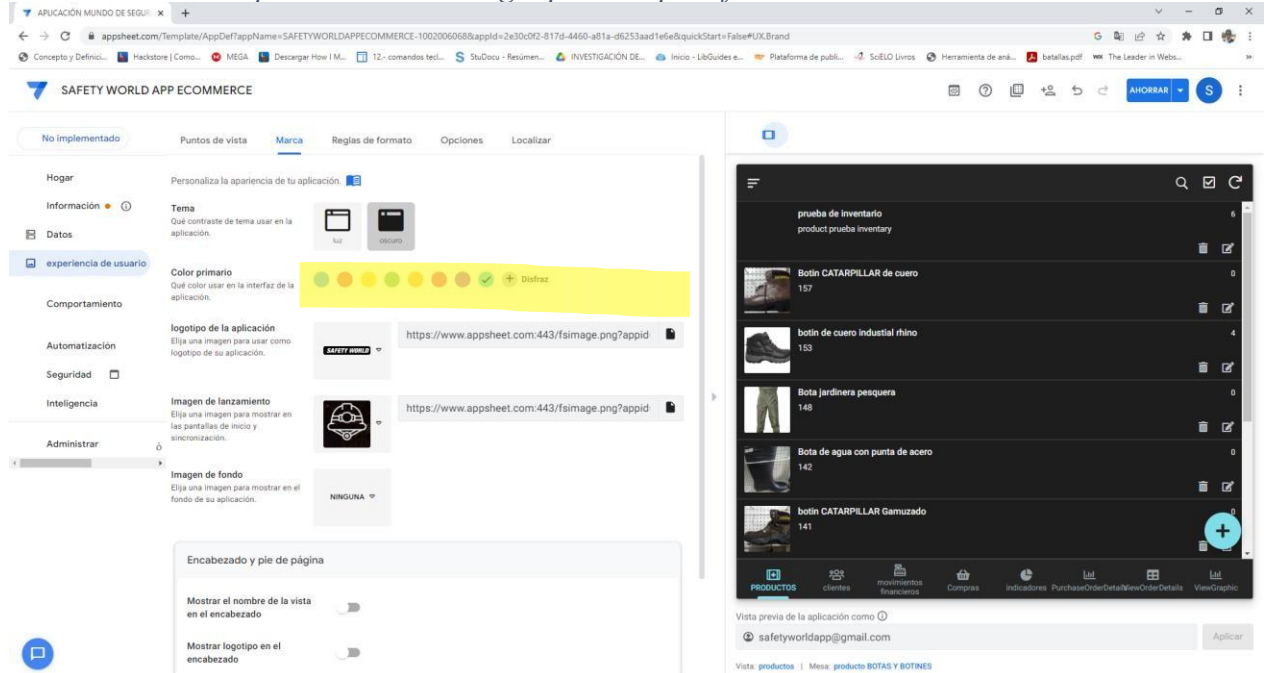 APLICACIÓN MUNDO DE SEGUR
appsheet.com/Template/AppDef?appName=SAFETYWORLDAPPECOMMERCE-1002006068&appId=2e30c0f2-817d-4460-a81a-d6253aad1e6e&quickStart=False#UX.Brand
Concepto y Definici... Hackstore | Como... MEGA Descargar How I M... 12.- comandos tecl... StuDocu - Resúmen... INVESTIGACIÓN DE... Inicio - LibGuides e... Plataforma de publi... SciELO Livros Herramienta de aná... batallas.pdf The Leader in Webs...
SAFETY WORLD APP ECOMMERCE
AHORRAR
S
No implementado
Puntos de vista Marca Reglas de formato Opciones Localizar
Hogar
Información
Datos
experiencia de usuario
Comportamiento
Automatización
Seguridad
Inteligencia
Administrar
Personaliza la apariencia de tu aplicación.
Tema
Qué contraste de tema usar en la
aplicación.
luz oscuro
Color primario
Qué color usar en la interfaz de la
aplicación.
Disfraz
logotipo de la aplicación
Elija una imagen para usar como
logotipo de su aplicación.
SAFETY WORLD
https://www.appsheet.com:443/fsimage.png?appid
Imagen de lanzamiento
Elija una imagen para mostrar en
las pantallas de inicio y
sincronización.
https://www.appsheet.com:443/fsimage.png?appid
Imagen de fondo
Elija una imagen para mostrar en el
fondo de su aplicación.
NINGUNA
Encabezado y pie de página
Mostrar el nombre de la vista
en el encabezado
Mostrar logotipo en el
encabezado
prueba de inventario 6
product prueba inventary
Botin CATARPILLAR de cuero 0
157
botin de cuero industial rhino 4
153
Bota jardinera pesquera 0
148
Bota de agua con punta de acero 0
142
botin CATARPILLAR Gamuzado 0
141
PRODUCTOS
clientes
movimientos
financieros
Compras
indicadores
PurchaseOrderDetail
ViewOrderDetails
ViewGraphic
Vista previa de la aplicación como
safetyworldapp@gmail.com
Aplicar
Vista: productos | Mesa: producto BOTAS Y BOTINES